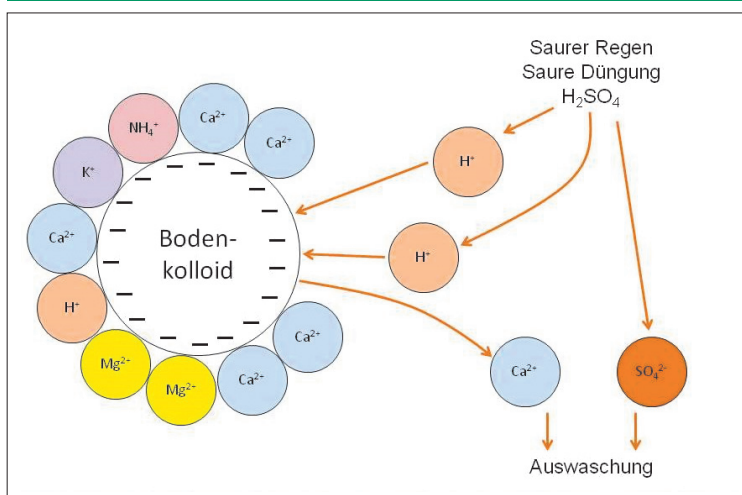 Saurer Regen
Saure Düngung
H₂SO₄
Ca²⁺
NH₄⁺
Ca²⁺
K⁺
H⁺
Ca²⁺
Boden-
kolloid
H⁺
H⁺
Ca²⁺
Mg²⁺
Ca²⁺
Mg²⁺
Ca²⁺
SO₄²⁻
Auswaschung